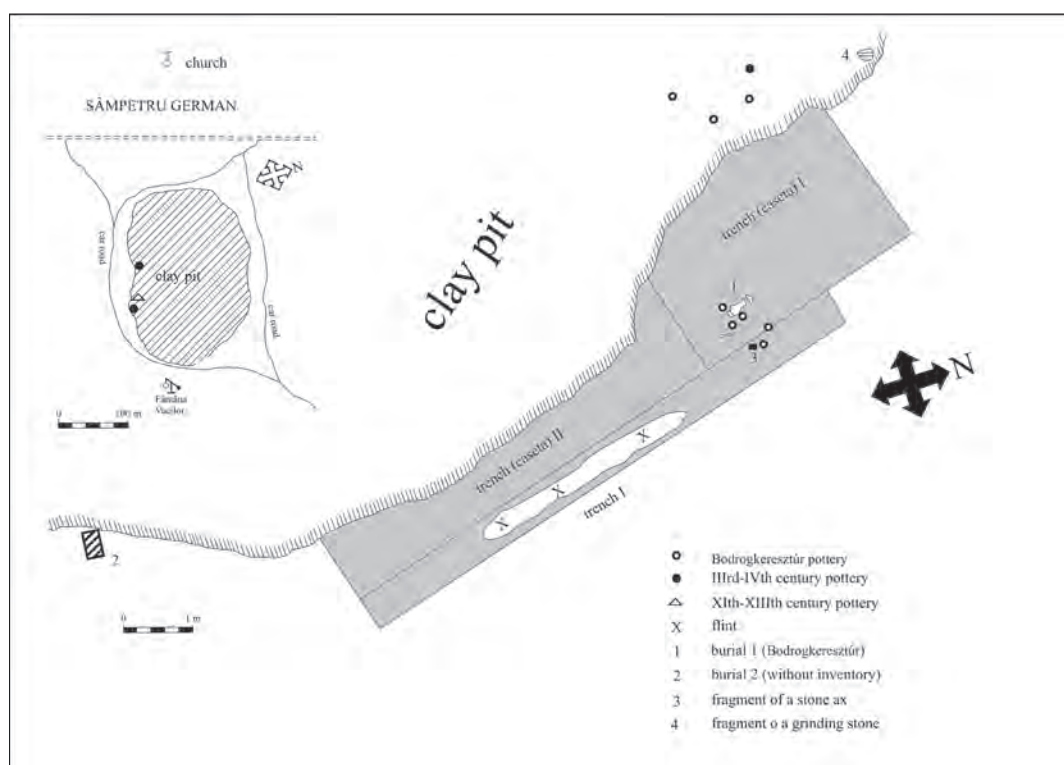 church
SÂMPETRU GERMAN
N
car road
clay pit
car road
Fântâna
Vacilor
0 100 m
clay pit
4
trench (caseta) I
1
3
N
trench (caseta) II
X
X
X
trench I
2
0 1 m
Bodrogkeresztúr pottery
IIIrd-IVth century pottery
XIth-XIIIth century pottery
X flint
1 burial 1 (Bodrogkeresztúr)
2 burial 2 (without inventory)
3 fragment of a stone ax
4 fragment o a grinding stone